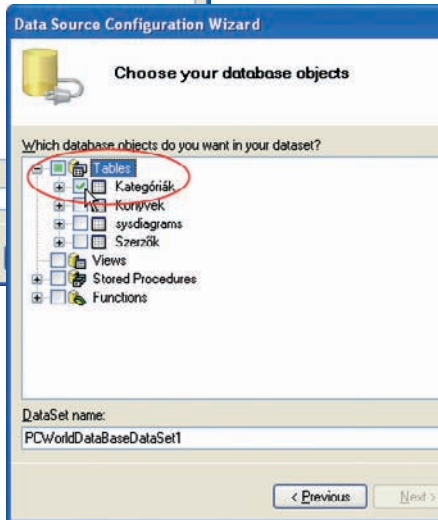 Data Source Configuration Wizard
Choose your database objects
Which database objects do you want in your dataset?
Tables
Kategóriák
Könyvek
sysdiagrams
Szerzők
Views
Stored Procedures
Functions
DataSet name:
PCWorldDataBaseDataSet1
< Previous
Next >